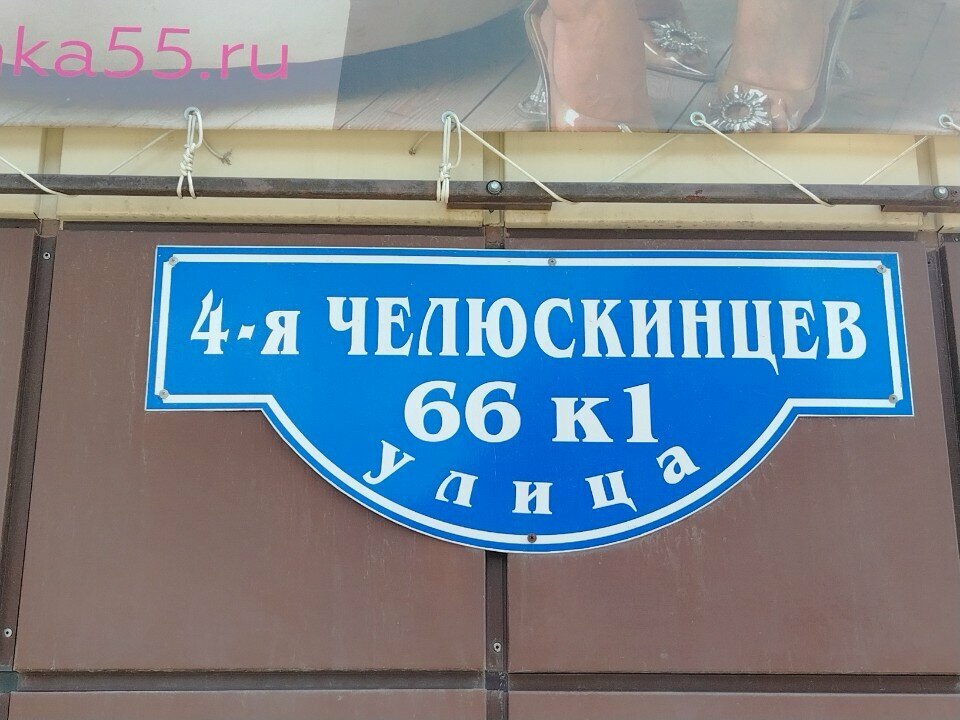 ka55.ru
4-я ЧЕЛЮСКИНЦЕВ
66 к1
улица